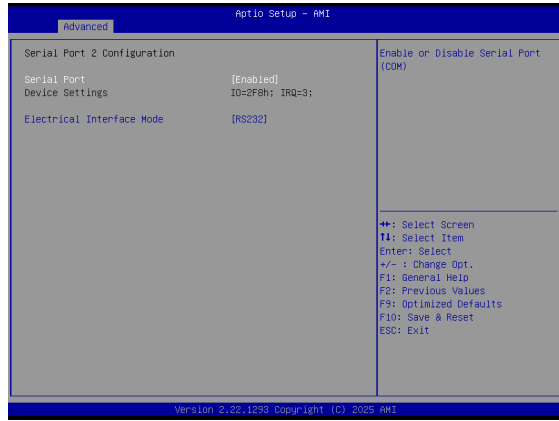 Aptio Setup - AMI
Advanced
Serial Port 2 Configuration
Serial Port [Enabled]
Device Settings IO=2F8h; IRQ=3;
Electrical Interface Mode [RS232]
Enable or Disable Serial Port
(COM)
→←: Select Screen
↑↓: Select Item
Enter: Select
+/- : Change Opt.
F1: General Help
F2: Previous Values
F9: Optimized Defaults
F10: Save & Reset
ESC: Exit
Version 2.22.1293 Copyright (C) 2025 AMI